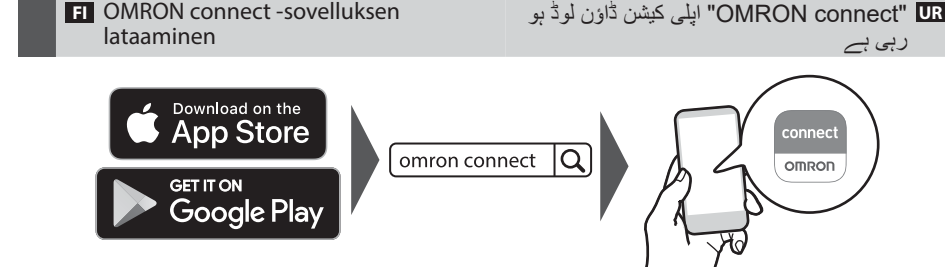 FI OMRON connect -sovelluksen
lataaminen
UR "OMRON connect" اپلی کیشن ڈاؤن لوڈ ہو
رہی ہے
Download on the
App Store
GET IT ON
Google Play
omron connect
connect
OMRON